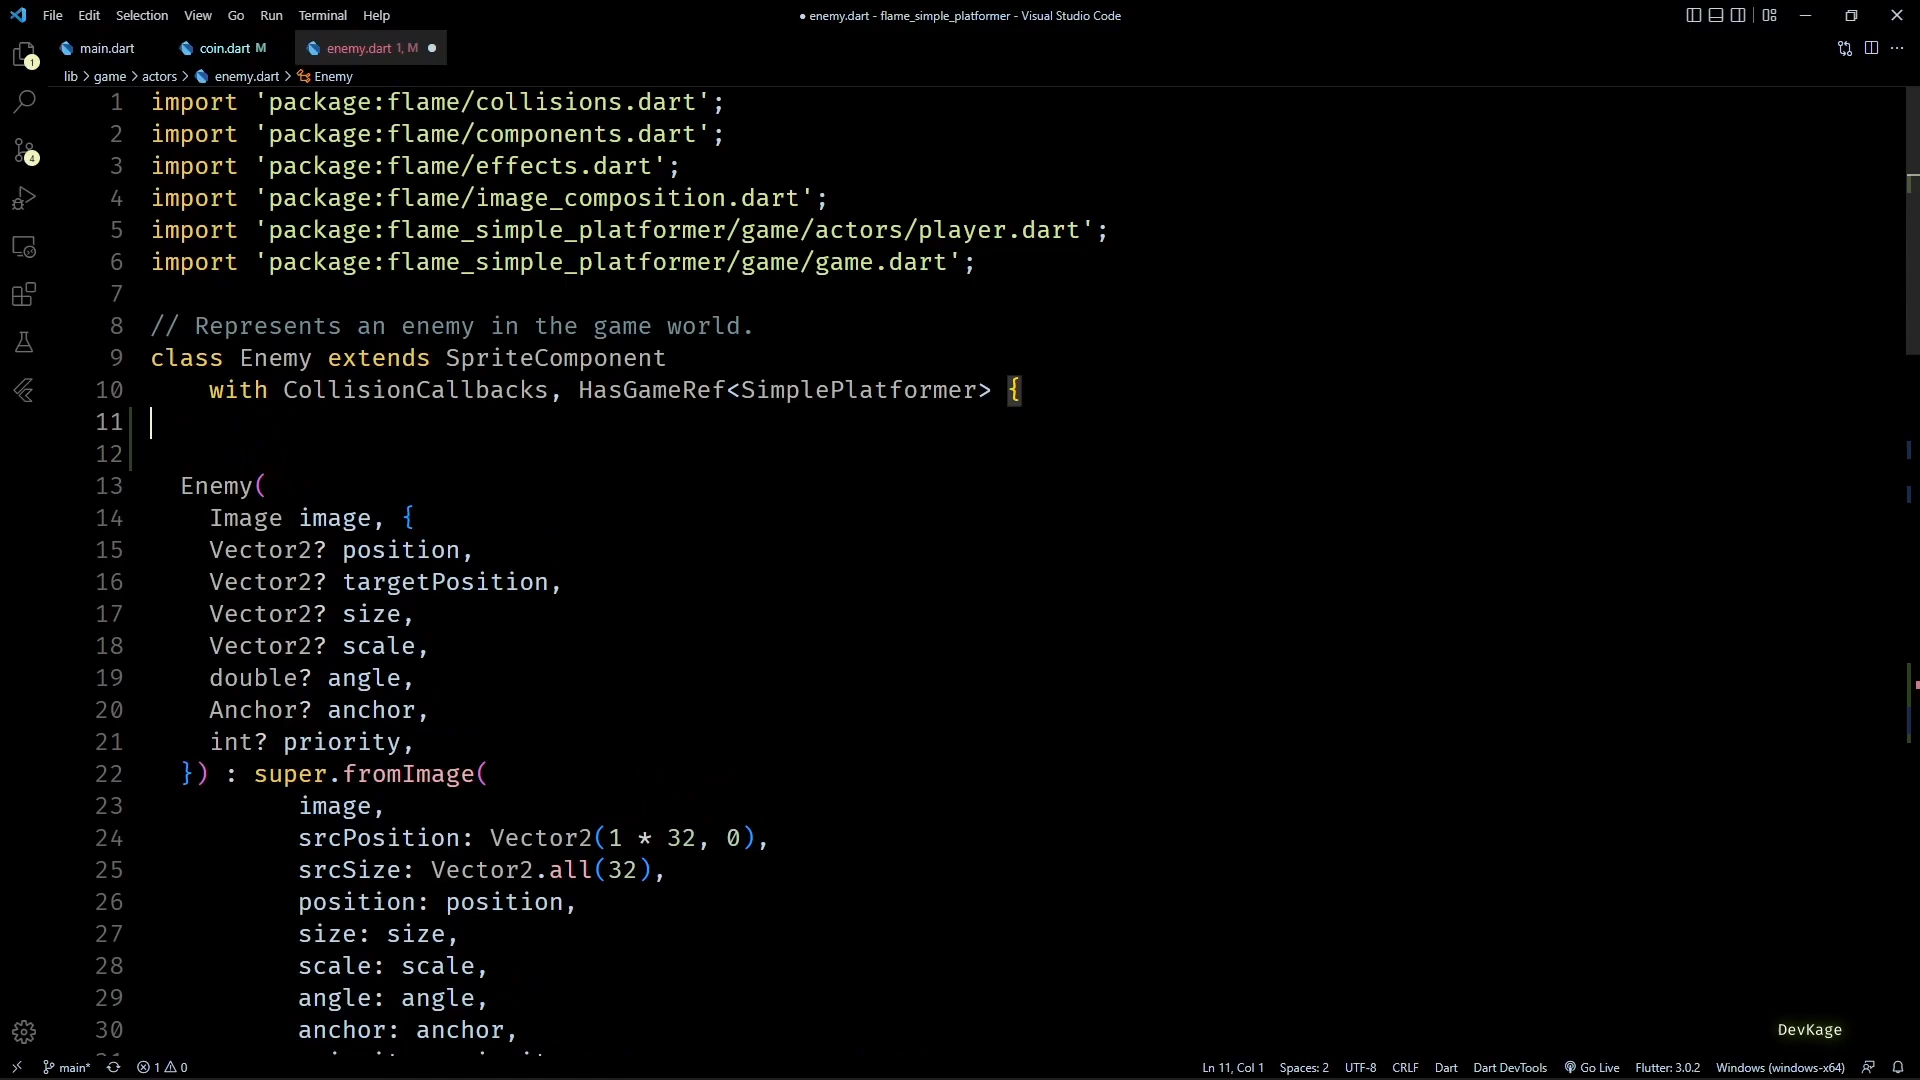 File Edit Selection View Go Run Terminal Help
● enemy.dart - flame_simple_platformer - Visual Studio Code
main.dart
coin.dart M
enemy.dart 1, M
lib > game > actors > enemy.dart > Enemy
1
4
1 import 'package:flame/collisions.dart';
2 import 'package:flame/components.dart';
3 import 'package:flame/effects.dart';
4 import 'package:flame/image_composition.dart';
5 import 'package:flame_simple_platformer/game/actors/player.dart';
6 import 'package:flame_simple_platformer/game/game.dart';
7
8 // Represents an enemy in the game world.
9 class Enemy extends SpriteComponent
10 with CollisionCallbacks, HasGameRef<SimplePlatformer> {
11
12
13 Enemy(
14 Image image, {
15 Vector2? position,
16 Vector2? targetPosition,
17 Vector2? size,
18 Vector2? scale,
19 double? angle,
20 Anchor? anchor,
21 int? priority,
22 }) : super.fromImage(
23 image,
24 srcPosition: Vector2(1 * 32, 0),
25 srcSize: Vector2.all(32),
26 position: position,
27 size: size,
28 scale: scale,
29 angle: angle,
30 anchor: anchor,
DevKage
main* 1 0
Ln 11, Col 1 Spaces: 2 UTF-8 CRLF Dart Dart DevTools Go Live Flutter: 3.0.2 Windows (windows-x64)